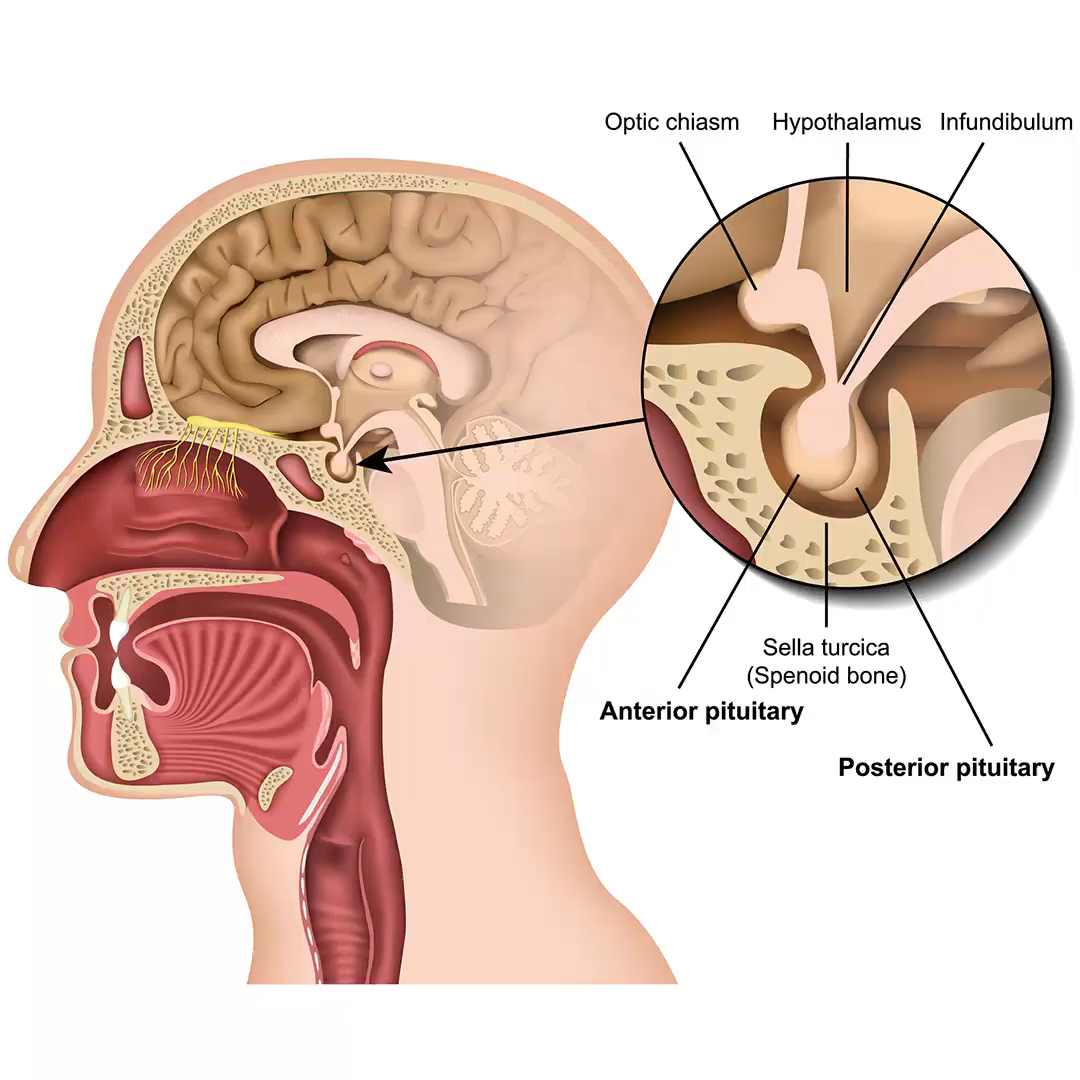 Optic chiasm
Hypothalamus
Infundibulum
Sella turcica
(Spenoid bone)
Anterior pituitary
Posterior pituitary